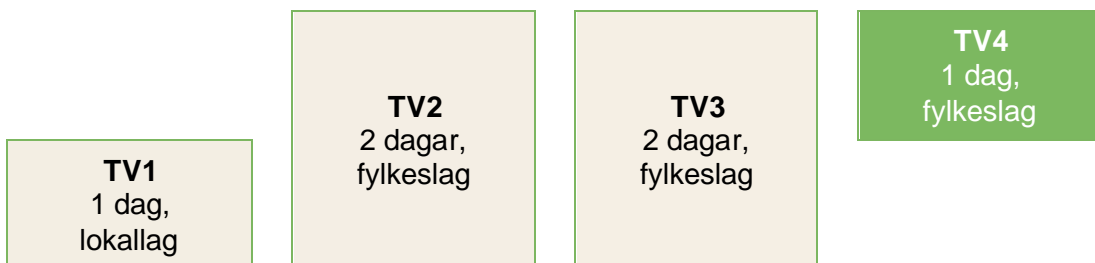 TV1
1 dag,
lokallag
TV2
2 dagar,
fylkeslag
TV3
2 dagar,
fylkeslag
TV4
1 dag,
fylkeslag